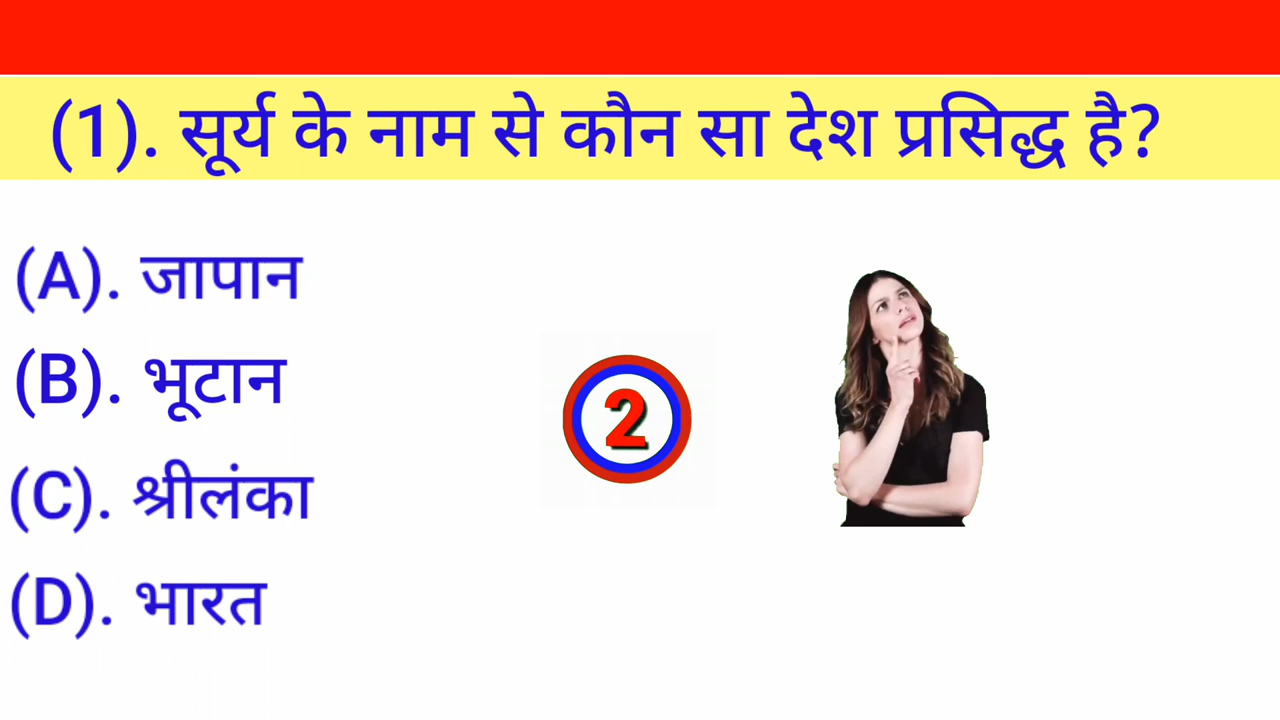 (1). सूर्य के नाम से कौन सा देश प्रसिद्ध है?
(A). जापान
(B). भूटान
2
(C). श्रीलंका
(D). भारत